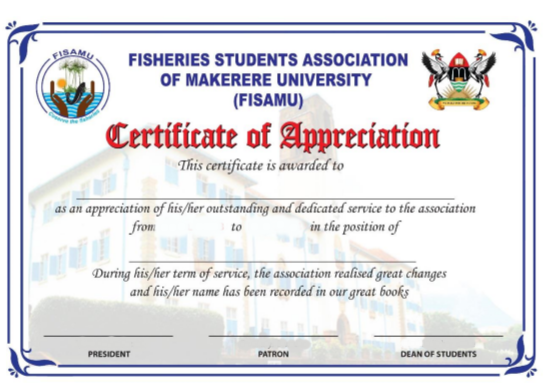 FISAMU
FISHERIES STUDENTS ASSOCIATION
OF MAKERERE UNIVERSITY
(FISAMU)
Certificate of Appreciation
This certificate is awarded to
as an appreciation of his/her outstanding and dedicated service to the association
from to in the position of
During his/her term of service, the association realised great changes
and his/her name has been recorded in our great books
PRESIDENT PATRON DEAN OF STUDENTS